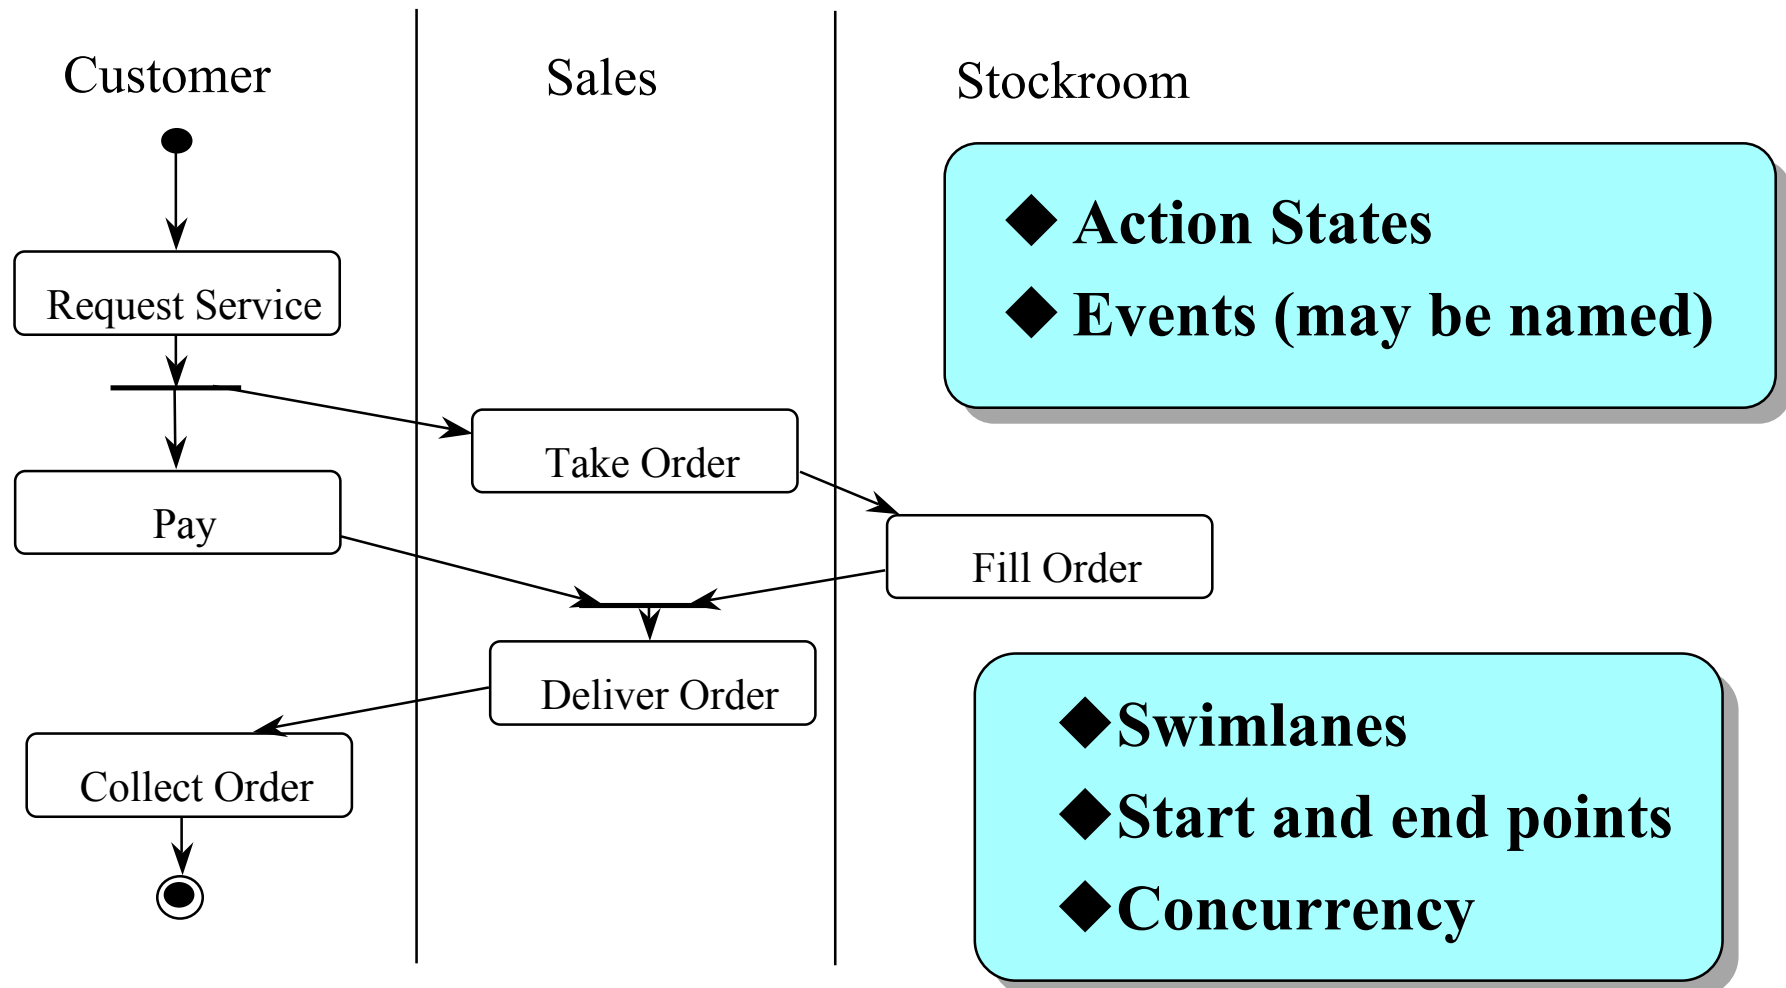 Customer
Sales
Stockroom
◆ Action States
◆ Events (may be named)
Request Service
Take Order
Pay
Fill Order
Deliver Order
Collect Order
◆Swimlanes
◆Start and end points
◆Concurrency